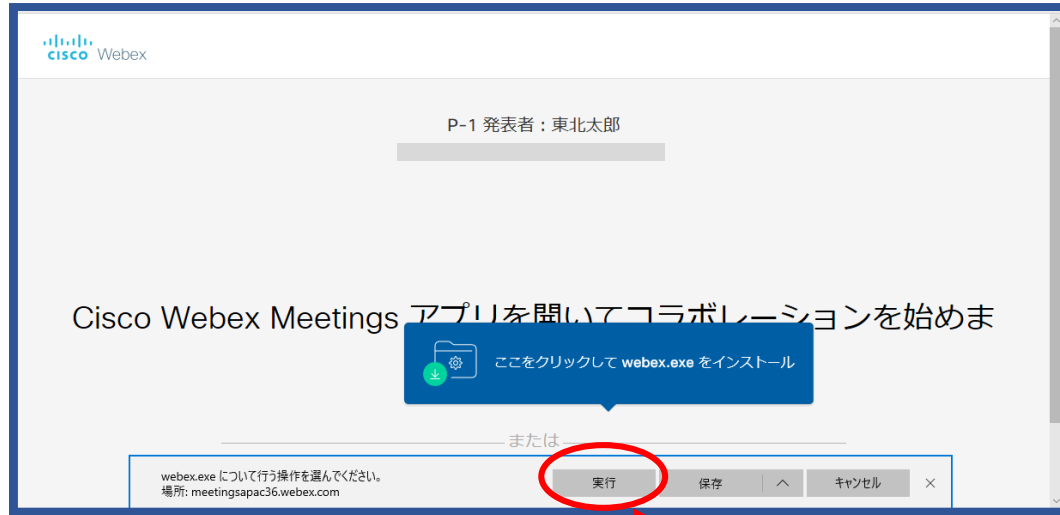 cisco Webex
P-1 発表者：東北太郎
Cisco Webex Meetings アプリを開いてコラボレーションを始めま
ここをクリックして webex.exe をインストール
または
webex.exe について行う操作を選んでください。
場所: meetingsapac36.webex.com
実行 保存 キャンセル